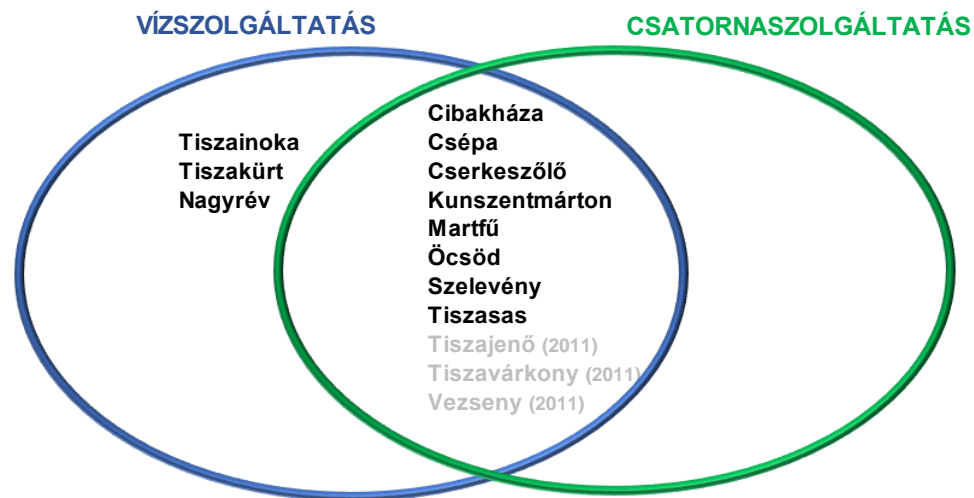 VÍZSZOLGÁLTATÁS
CSATORNASZOLGÁLTATÁS
Tiszainoka
Tiszakürt
Nagyrév
Cibakháza
Csépa
Cserkeszőlő
Kunszentmárton
Martfű
Öcsöd
Szelevény
Tiszasas
Tiszajenő (2011)
Tiszavárkony (2011)
Vezseny (2011)